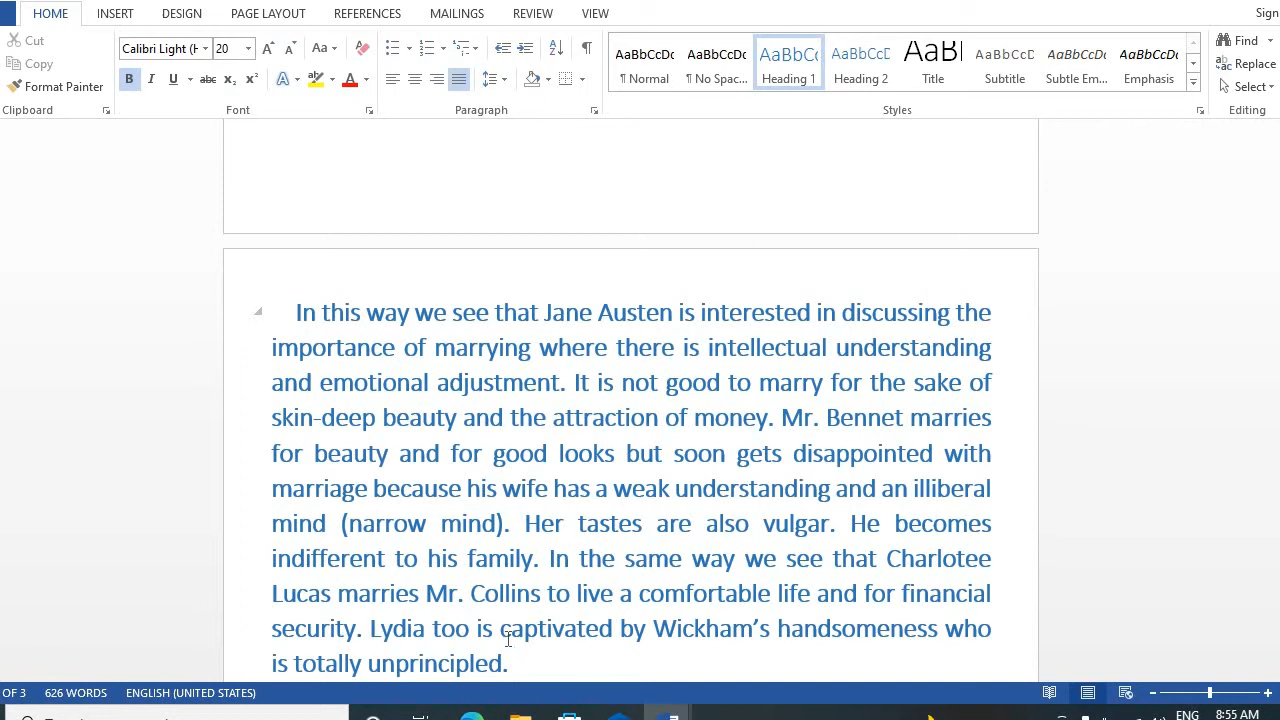 HOME INSERT DESIGN PAGE LAYOUT REFERENCES MAILINGS REVIEW VIEW Sign
Cut Calibri Light (H 20 Aa Find
Copy Replace
Format Painter B I U abc x₂ x² A A Select
AaBbCcDc AaBbCcDc AaBbC AaBbCcD AaB AaBbCcD AaBbCcDc AaBbCcDc
¶ Normal ¶ No Spac... Heading 1 Heading 2 Title Subtitle Subtle Em... Emphasis
Clipboard Font Paragraph Styles Editing
In this way we see that Jane Austen is interested in discussing the
importance of marrying where there is intellectual understanding
and emotional adjustment. It is not good to marry for the sake of
skin-deep beauty and the attraction of money. Mr. Bennet marries
for beauty and for good looks but soon gets disappointed with
marriage because his wife has a weak understanding and an illiberal
mind (narrow mind). Her tastes are also vulgar. He becomes
indifferent to his family. In the same way we see that Charlotee
Lucas marries Mr. Collins to live a comfortable life and for financial
security. Lydia too is captivated by Wickham's handsomeness who
is totally unprincipled.
OF 3 626 WORDS ENGLISH (UNITED STATES)
ENG 8:55 AM